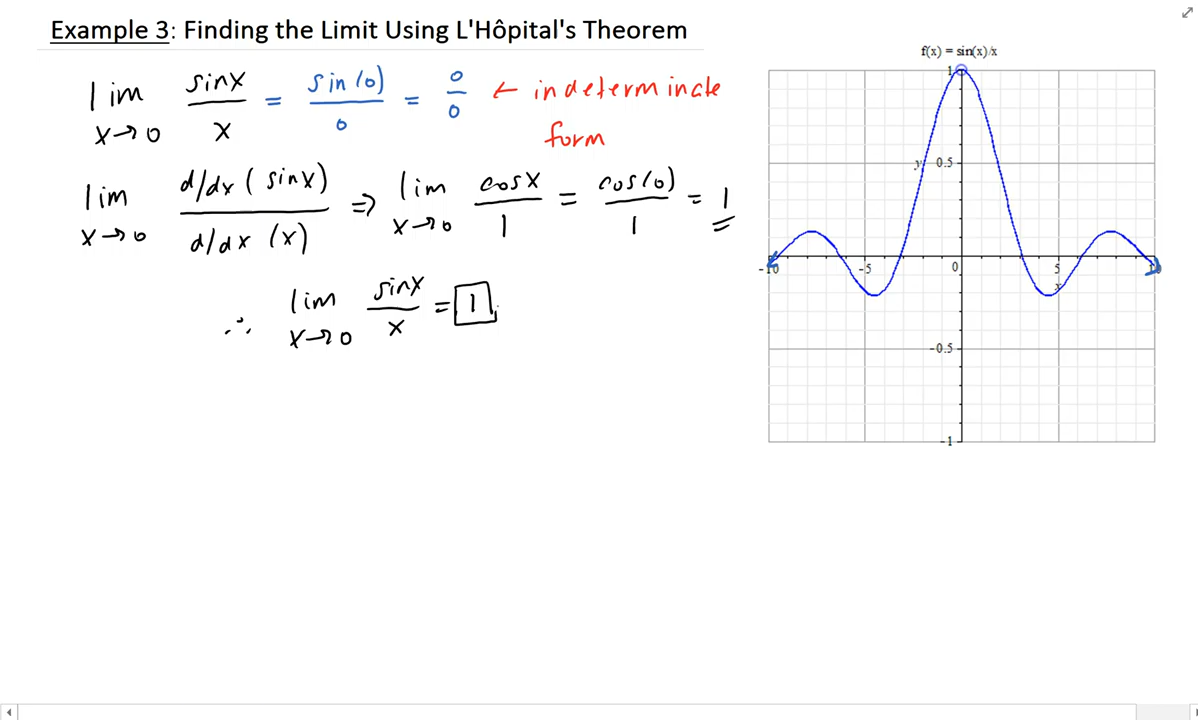 Example 3: Finding the Limit Using L'Hôpital's Theorem
lim x→0 sinx/x = sin(0)/0 = 0/0 ← indeterminate
form
lim x→0 d/dx (sinx) / d/dx (x) ⇒ lim x→0 cosx/1 = cos(0)/1 = 1
∴ lim x→0 sinx/x = 1
f(x) = sin(x)/x
1
y 0.5
-10 -5 0 5 10
x
-0.5
-1